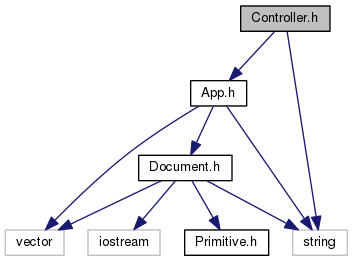 Controller.h
App.h
Document.h
vector
iostream
Primitive.h
string